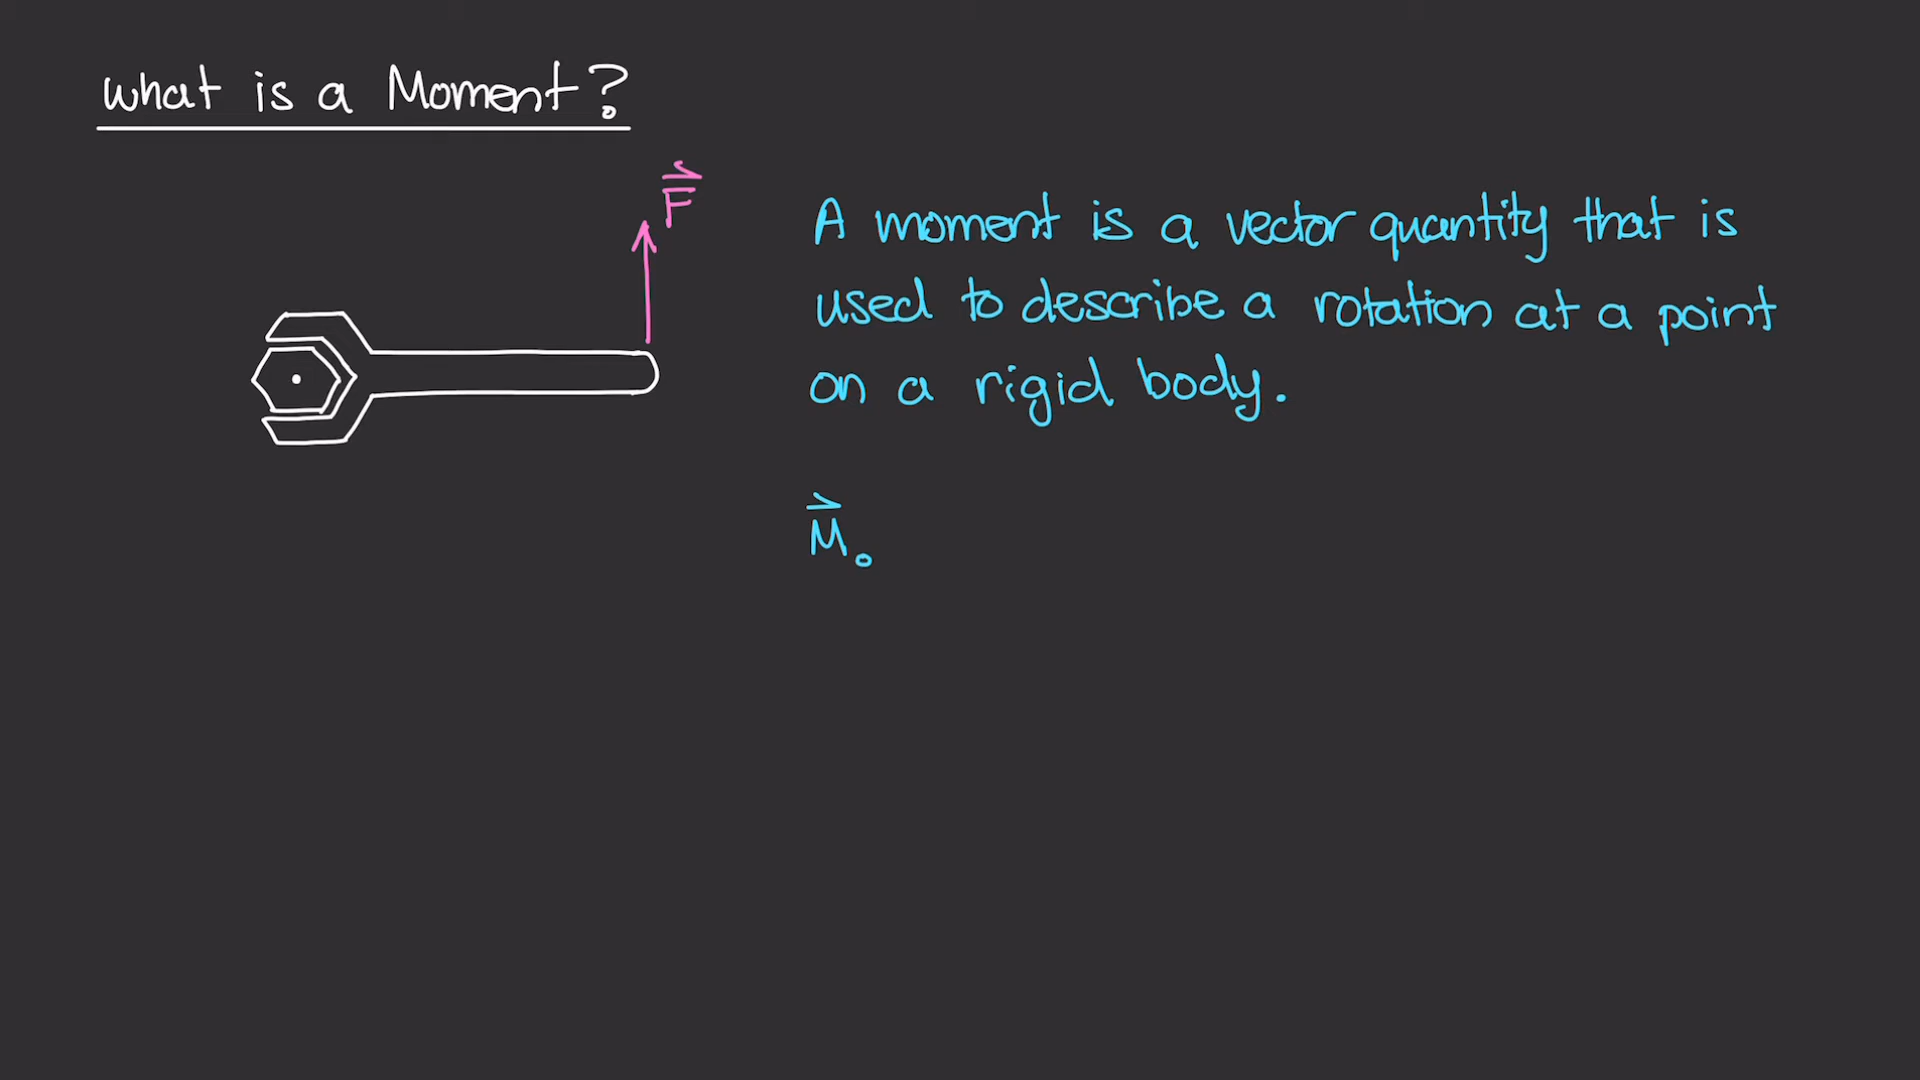 What is a Moment?
F⃗
A moment is a vector quantity that is
used to describe a rotation at a point
on a rigid body.
M⃗ₒ